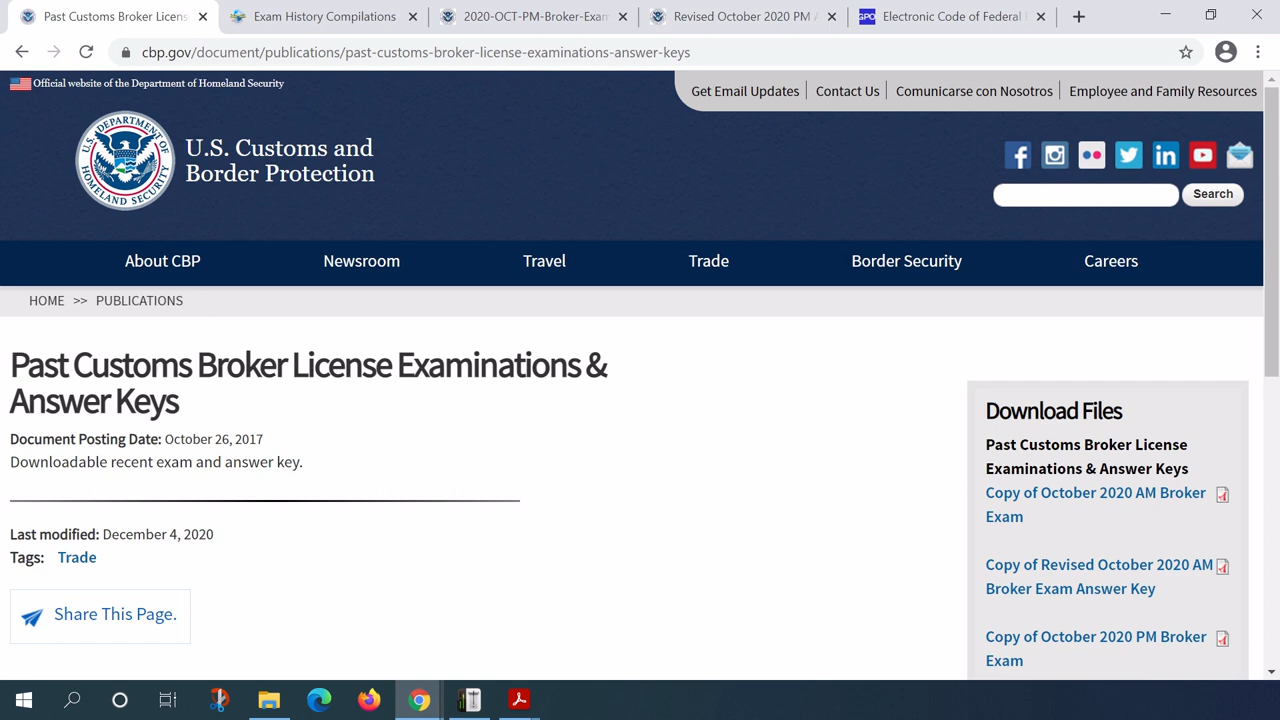 Past Customs Broker Licens
Exam History Compilations
2020-OCT-PM-Broker-Exam
Revised October 2020 PM A
GPO
Electronic Code of Federal R
cbp.gov/document/publications/past-customs-broker-license-examinations-answer-keys
Official website of the Department of Homeland Security
Get Email Updates
Contact Us
Comunicarse con Nosotros
Employee and Family Resources
U.S. DEPARTMENT OF HOMELAND SECURITY
U.S. Customs and
Border Protection
Search
About CBP
Newsroom
Travel
Trade
Border Security
Careers
HOME >> PUBLICATIONS
Past Customs Broker License Examinations &
Answer Keys
Document Posting Date: October 26, 2017
Downloadable recent exam and answer key.
Last modified: December 4, 2020
Tags: Trade
Share This Page.
Download Files
Past Customs Broker License
Examinations & Answer Keys
Copy of October 2020 AM Broker
Exam
Copy of Revised October 2020 AM
Broker Exam Answer Key
Copy of October 2020 PM Broker
Exam